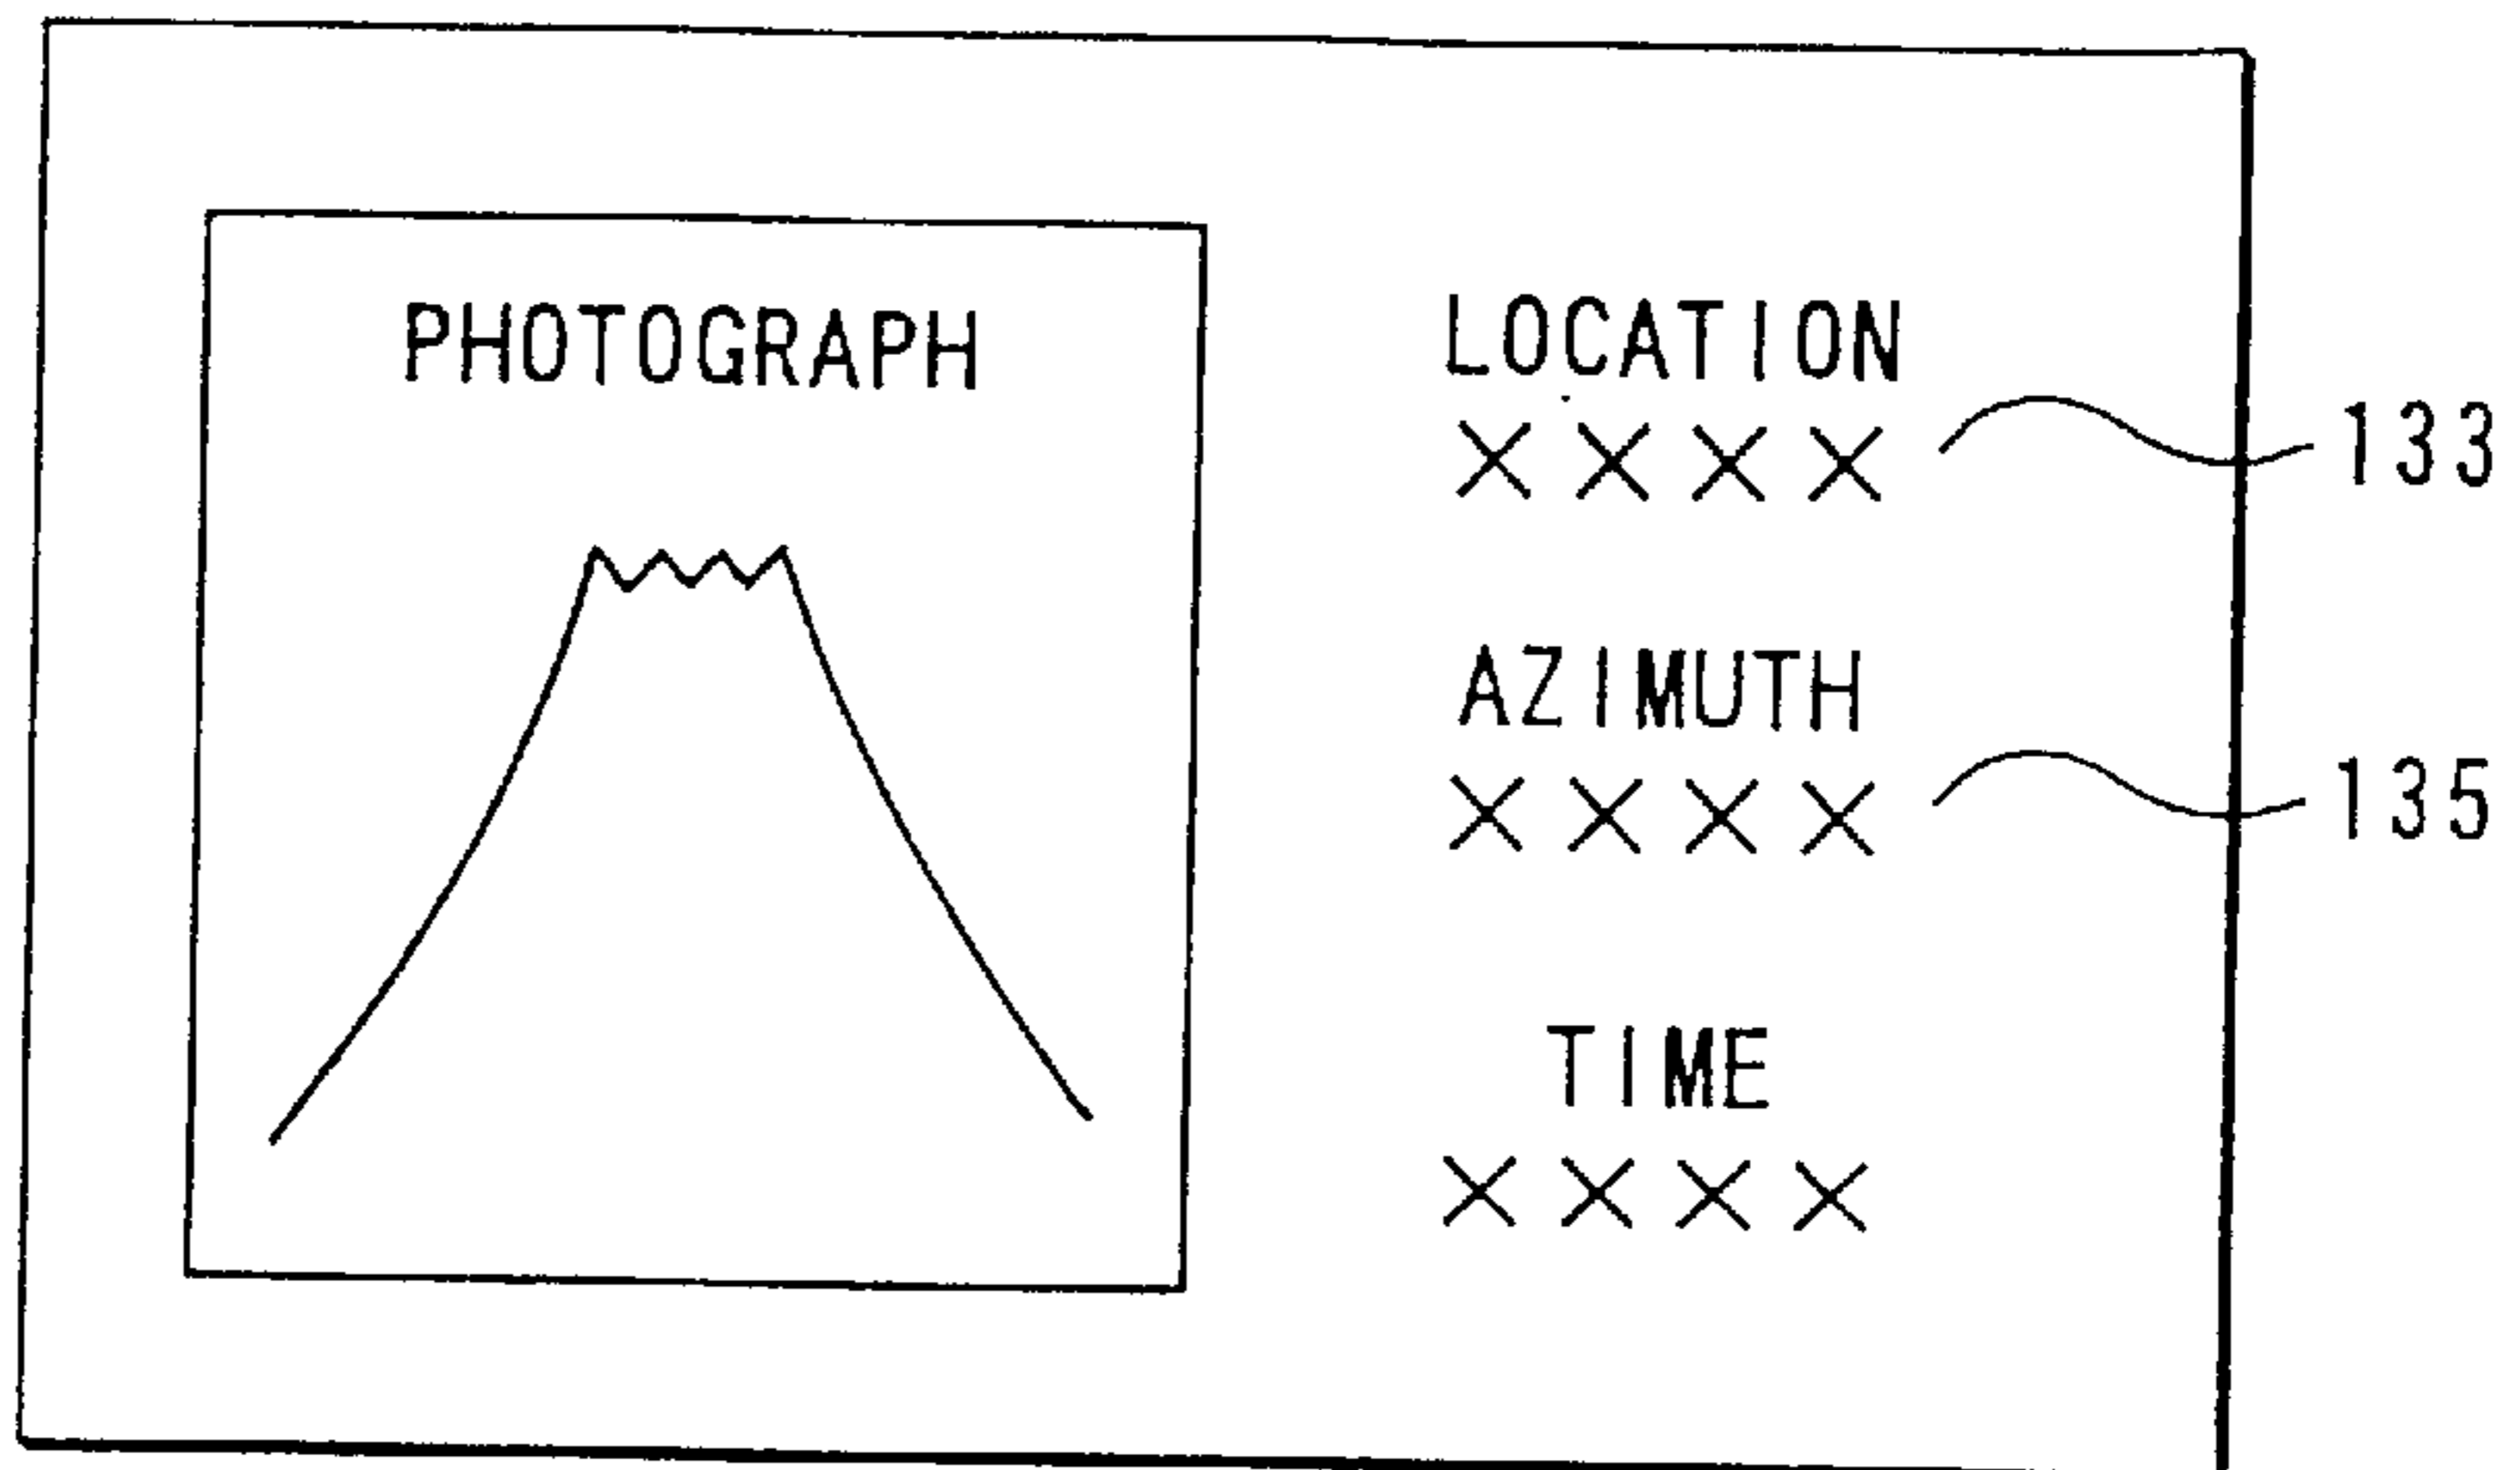 PHOTOGRAPH
LOCATION
×××× 133
AZIMUTH
×××× 135
TIME
××××